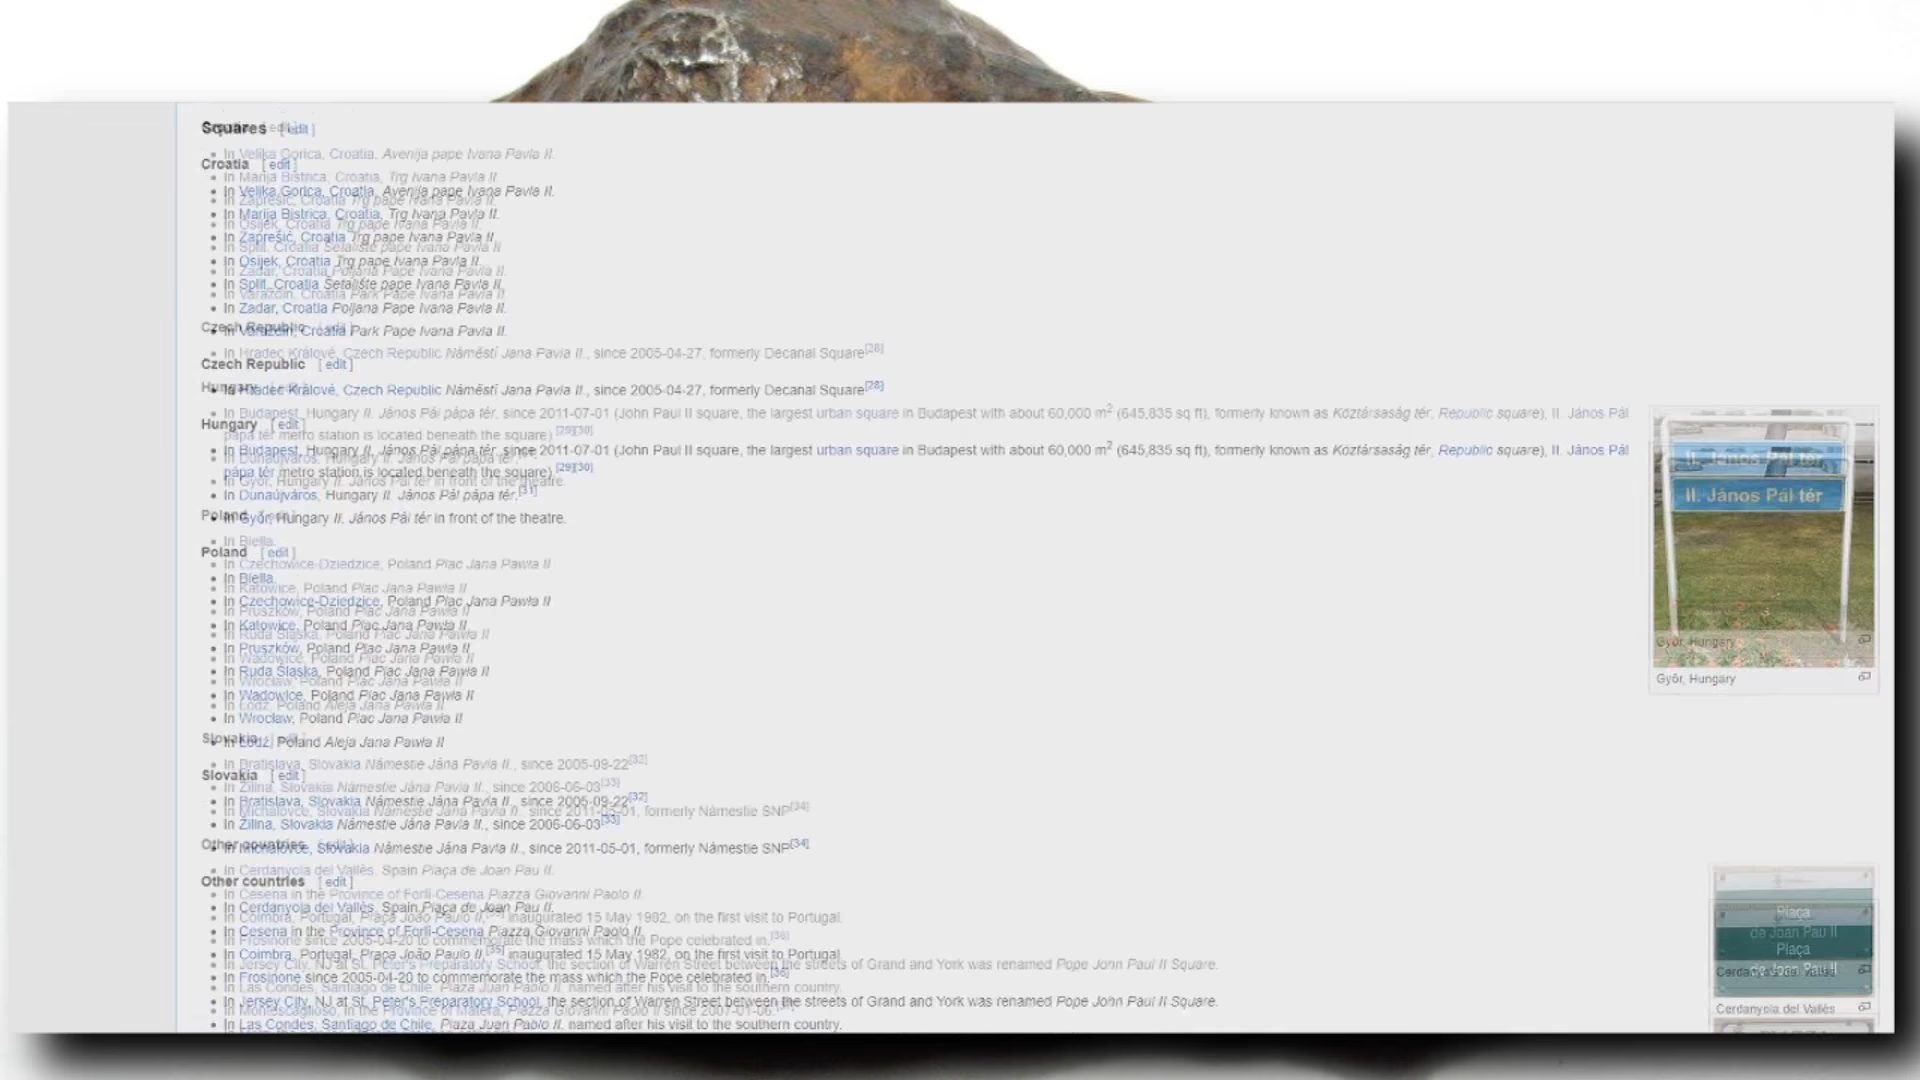 Squares [ edit ]
Croatia [ edit ]
In Velika Gorica, Croatia, Avenija pape Ivana Pavla II.
In Marija Bistrica, Croatia, Trg Ivana Pavla II.
In Zaprešić, Croatia Trg pape Ivana Pavla II.
In Osijek, Croatia Trg pape Ivana Pavla II.
In Split, Croatia Šetalište pape Ivana Pavla II
In Zadar, Croatia Poljana Pape Ivana Pavla II.
In Varaždin, Croatia Park Pape Ivana Pavla II.
Czech Republic [ edit ]
In Hradec Králové, Czech Republic Náměstí Jana Pavla II., since 2005-04-27, formerly Decanal Square[28]
Hungary [ edit ]
In Budapest, Hungary II. János Pál pápa tér, since 2011-07-01 (John Paul II square, the largest urban square in Budapest with about 60,000 m2 (645,835 sq ft), formerly known as Köztársaság tér, Republic square), II. János Pál
pápa tér metro station is located beneath the square).[29][30]
In Dunaújváros, Hungary II. János Pál pápa tér.[31]
In Győr, Hungary II. János Pál tér in front of the theatre.
II. János Pál tér
Győr, Hungary
Poland [ edit ]
In Biella.
In Czechowice-Dziedzice, Poland Plac Jana Pawła II
In Katowice, Poland Plac Jana Pawła II
In Pruszków, Poland Plac Jana Pawła II
In Ruda Śląska, Poland Plac Jana Pawła II
In Wadowice, Poland Plac Jana Pawła II
In Wrocław, Poland Plac Jana Pawła II
In Łódź, Poland Aleja Jana Pawła II
Slovakia [ edit ]
In Bratislava, Slovakia Námestie Jána Pavla II., since 2005-09-22[32]
In Žilina, Slovakia Námestie Jána Pavla II., since 2006-06-03[33]
In Michalovce, Slovakia Námestie Jána Pavla II., since 2011-05-01, formerly Námestie SNP[34]
Other countries [ edit ]
In Cerdanyola del Vallès, Spain Plaça de Joan Pau II.
In Cesena in the Province of Forlì-Cesena Piazza Giovanni Paolo II.
In Coimbra, Portugal, Praça João Paulo II,[35] inaugurated 15 May 1982, on the first visit to Portugal.
In Frosinone since 2005-04-20 to commemorate the mass which the Pope celebrated in.[36]
In Jersey City, NJ at St. Peter's Preparatory School, the section of Warren Street between the streets of Grand and York was renamed Pope John Paul II Square.
In Las Condes, Santiago de Chile, Plaza Juan Pablo II, named after his visit to the southern country.
Plaça
de Joan Pau II
Cerdanyola del Vallès